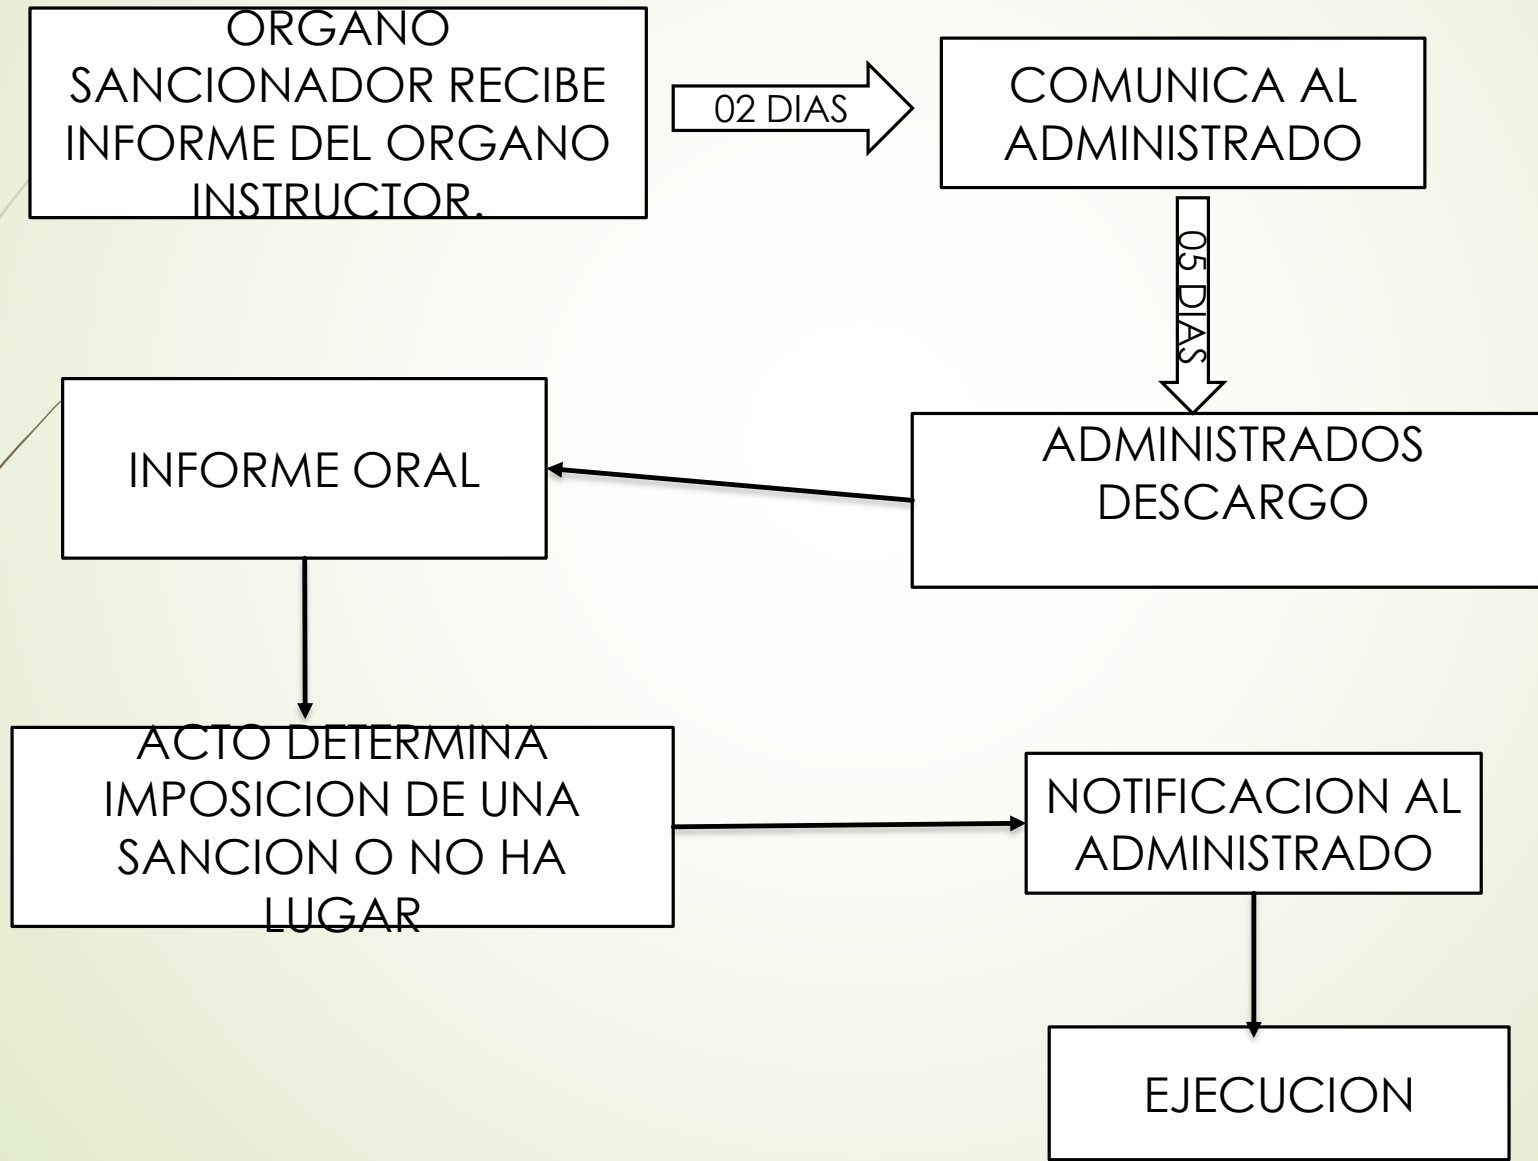 ORGANO
SANCIONADOR RECIBE
INFORME DEL ORGANO
INSTRUCTOR.
02 DIAS
COMUNICA AL
ADMINISTRADO
05 DIAS
ADMINISTRADOS
DESCARGO
INFORME ORAL
ACTO DETERMINA
IMPOSICION DE UNA
SANCION O NO HA
LUGAR
NOTIFICACION AL
ADMINISTRADO
EJECUCION